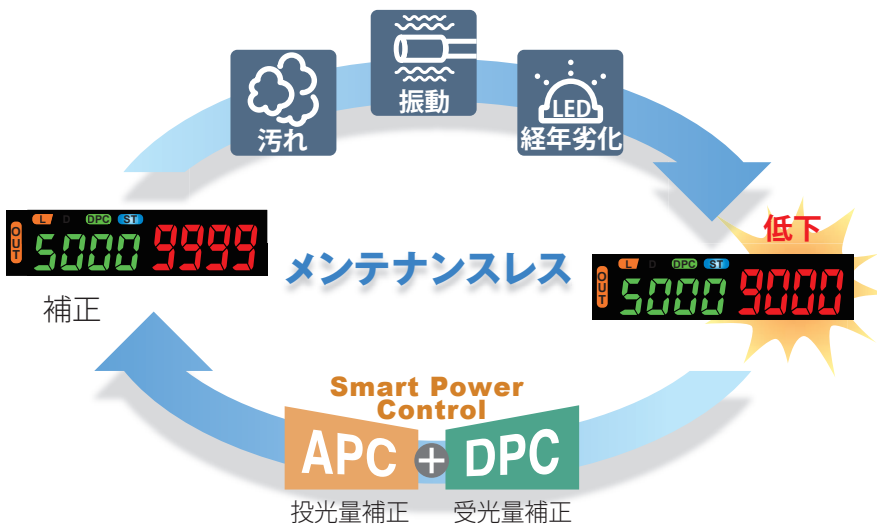 汚れ
振動
LED
経年劣化
OUT
L D DPC ST
5000 9999
補正
メンテナンスレス
低下
OUT
L D DPC ST
5000 9000
Smart Power
Control
APC + DPC
投光量補正 受光量補正